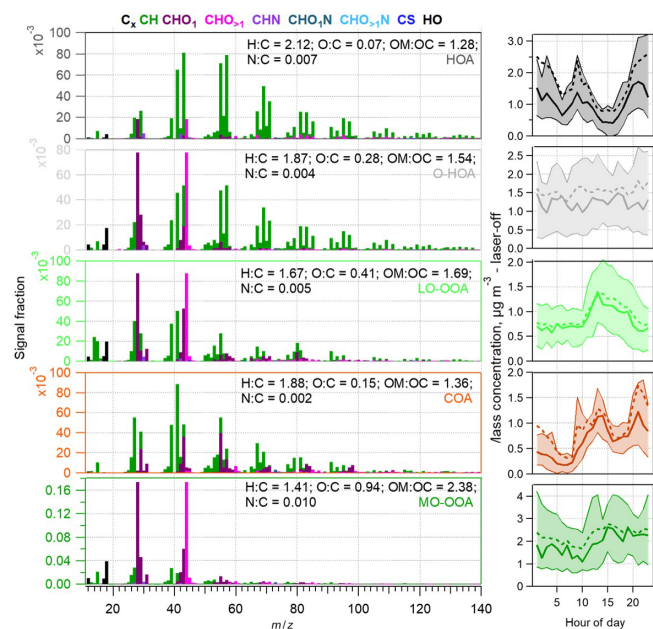 Cx CH CHO1 CHO>1 CHN CHO1N CHO>1N CS HO
x10-3
100
80
60
40
20
0
H:C = 2.12; O:C = 0.07; OM:OC = 1.28;
N:C = 0.007 HOA
x10-3
80
60
40
20
0
H:C = 1.87; O:C = 0.28; OM:OC = 1.54;
N:C = 0.004 O-HOA
x10-3
100
80
60
40
20
0
H:C = 1.67; O:C = 0.41; OM:OC = 1.69;
N:C = 0.005 LO-OOA
x10-3
100
80
60
40
20
0
H:C = 1.88; O:C = 0.15; OM:OC = 1.36;
N:C = 0.002 COA
0.16
0.12
0.08
0.04
0.00
H:C = 1.41; O:C = 0.94; OM:OC = 2.38;
N:C = 0.010 MO-OOA
20 40 60 80 100 120 140
m/z
Signal fraction
3.0
2.0
1.0
0.0
2.5
2.0
1.5
1.0
0.5
0.0
2.0
1.5
1.0
0.5
0.0
2.0
1.5
1.0
0.5
0.0
4
3
2
1
0
5 10 15 20
Hour of day
Mass concentration, µg m-3 - laser-off